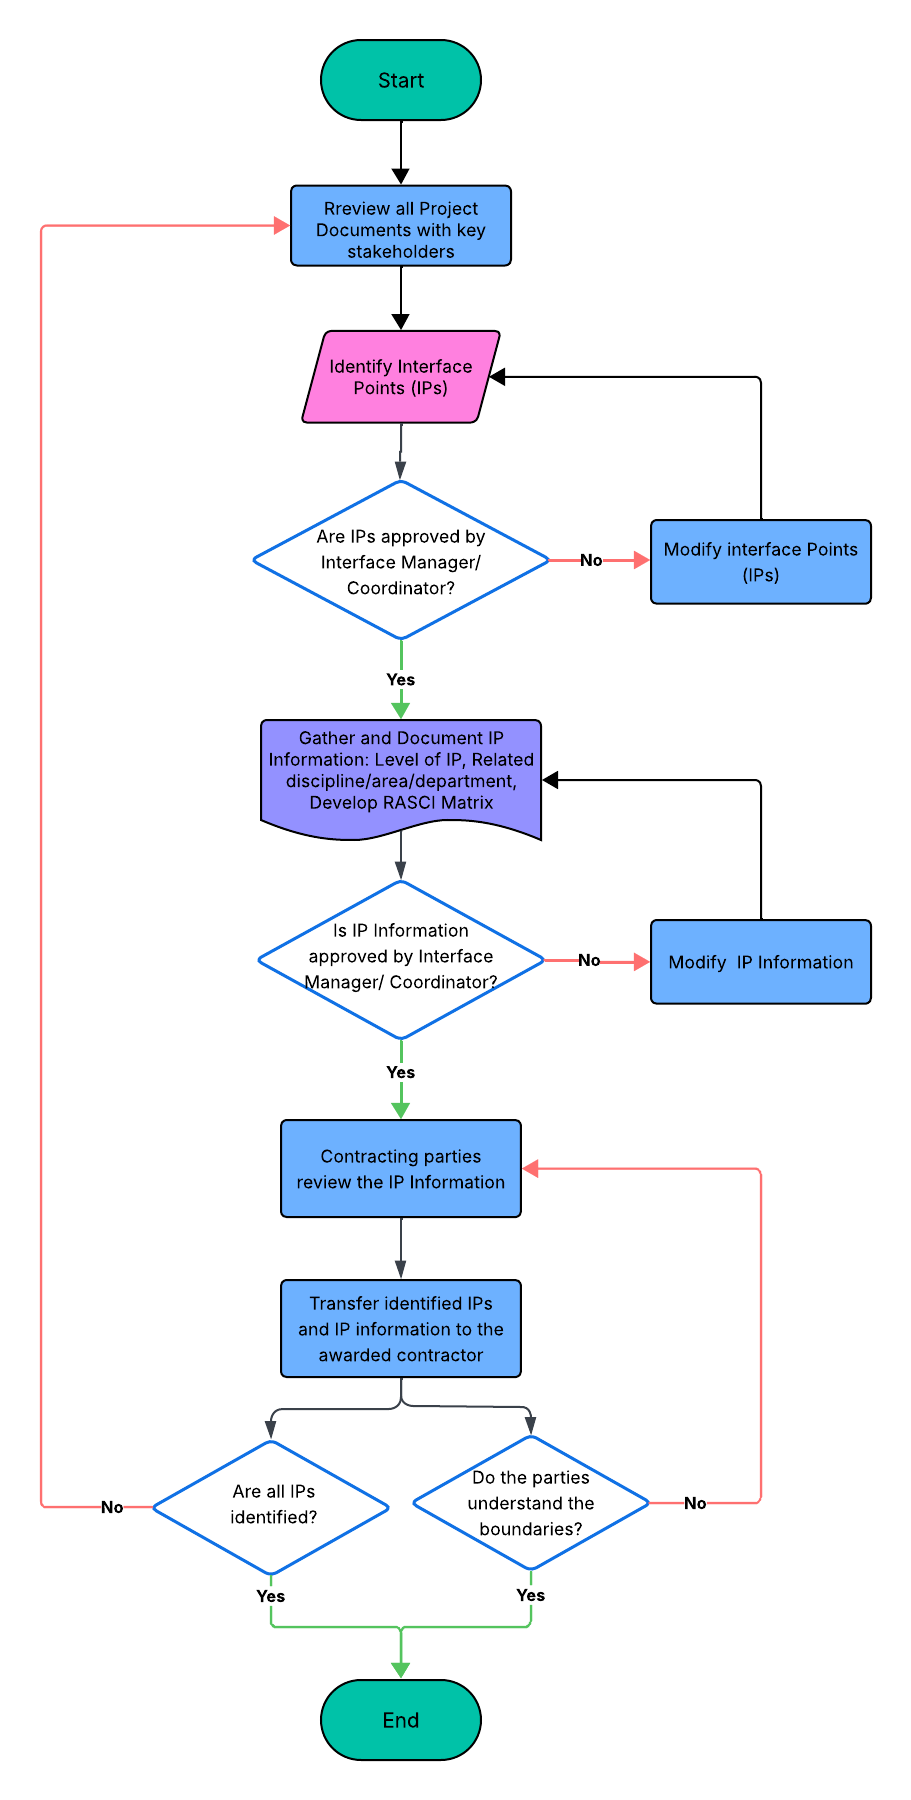 Start
Rreview all Project
Documents with key
stakeholders
Identify Interface
Points (IPs)
Are IPs approved by
Interface Manager/
Coordinator?
No
Modify interface Points
(IPs)
Yes
Gather and Document IP
Information: Level of IP, Related
discipline/area/department,
Develop RASCI Matrix
Is IP Information
approved by Interface
Manager/ Coordinator?
No
Modify  IP Information
Yes
Contracting parties
review the IP Information
Transfer identified IPs
and IP information to the
awarded contractor
Are all IPs
identified?
No
Yes
Do the parties
understand the
boundaries?
No
Yes
End